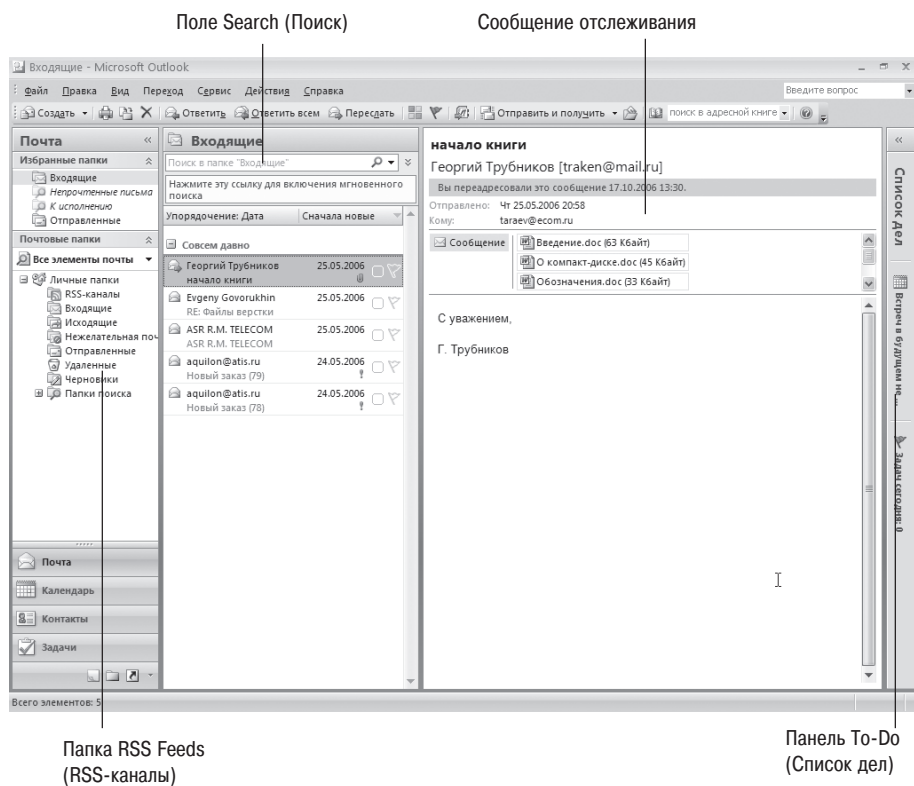 Поле Search (Поиск)
Сообщение отслеживания
Входящие - Microsoft Outlook
Файл Правка Вид Переход Сервис Действия Справка
Введите вопрос
Создать Ответить Ответить всем Переслать Отправить и получить поиск в адресной книге
Почта «
Избранные папки
Входящие
Непрочтенные письма
К исполнению
Отправленные
Почтовые папки
Все элементы почты
Личные папки
RSS-каналы
Входящие
Исходящие
Нежелательная поч
Отправленные
Удаленные
Черновики
Папки поиска
Почта
Календарь
Контакты
Задачи
Всего элементов: 5
Входящие
Поиск в папке "Входящие"
Нажмите эту ссылку для включения мгновенного
поиска
Упорядочение: Дата Сначала новые
Совсем давно
Георгий Трубников 25.05.2006
начало книги
Evgeny Govorukhin 25.05.2006
RE: Файлы верстки
ASR R.M. TELECOM 25.05.2006
ASR R.M. TELECOM
aquilon@atis.ru 24.05.2006
Новый заказ (79)
aquilon@atis.ru 24.05.2006
Новый заказ (78)
начало книги
Георгий Трубников [traken@mail.ru]
Вы переадресовали это сообщение 17.10.2006 13:30.
Отправлено: Чт 25.05.2006 20:58
Кому: taraev@ecom.ru
Сообщение Введение.doc (63 Кбайт)
О компакт-диске.doc (45 Кбайт)
Обозначения.doc (33 Кбайт)
С уважением,
Г. Трубников
«
Список дел
Встреч в будущем не ...
Задач сегодня: 0
Папка RSS Feeds
(RSS-каналы)
Панель To-Do
(Список дел)